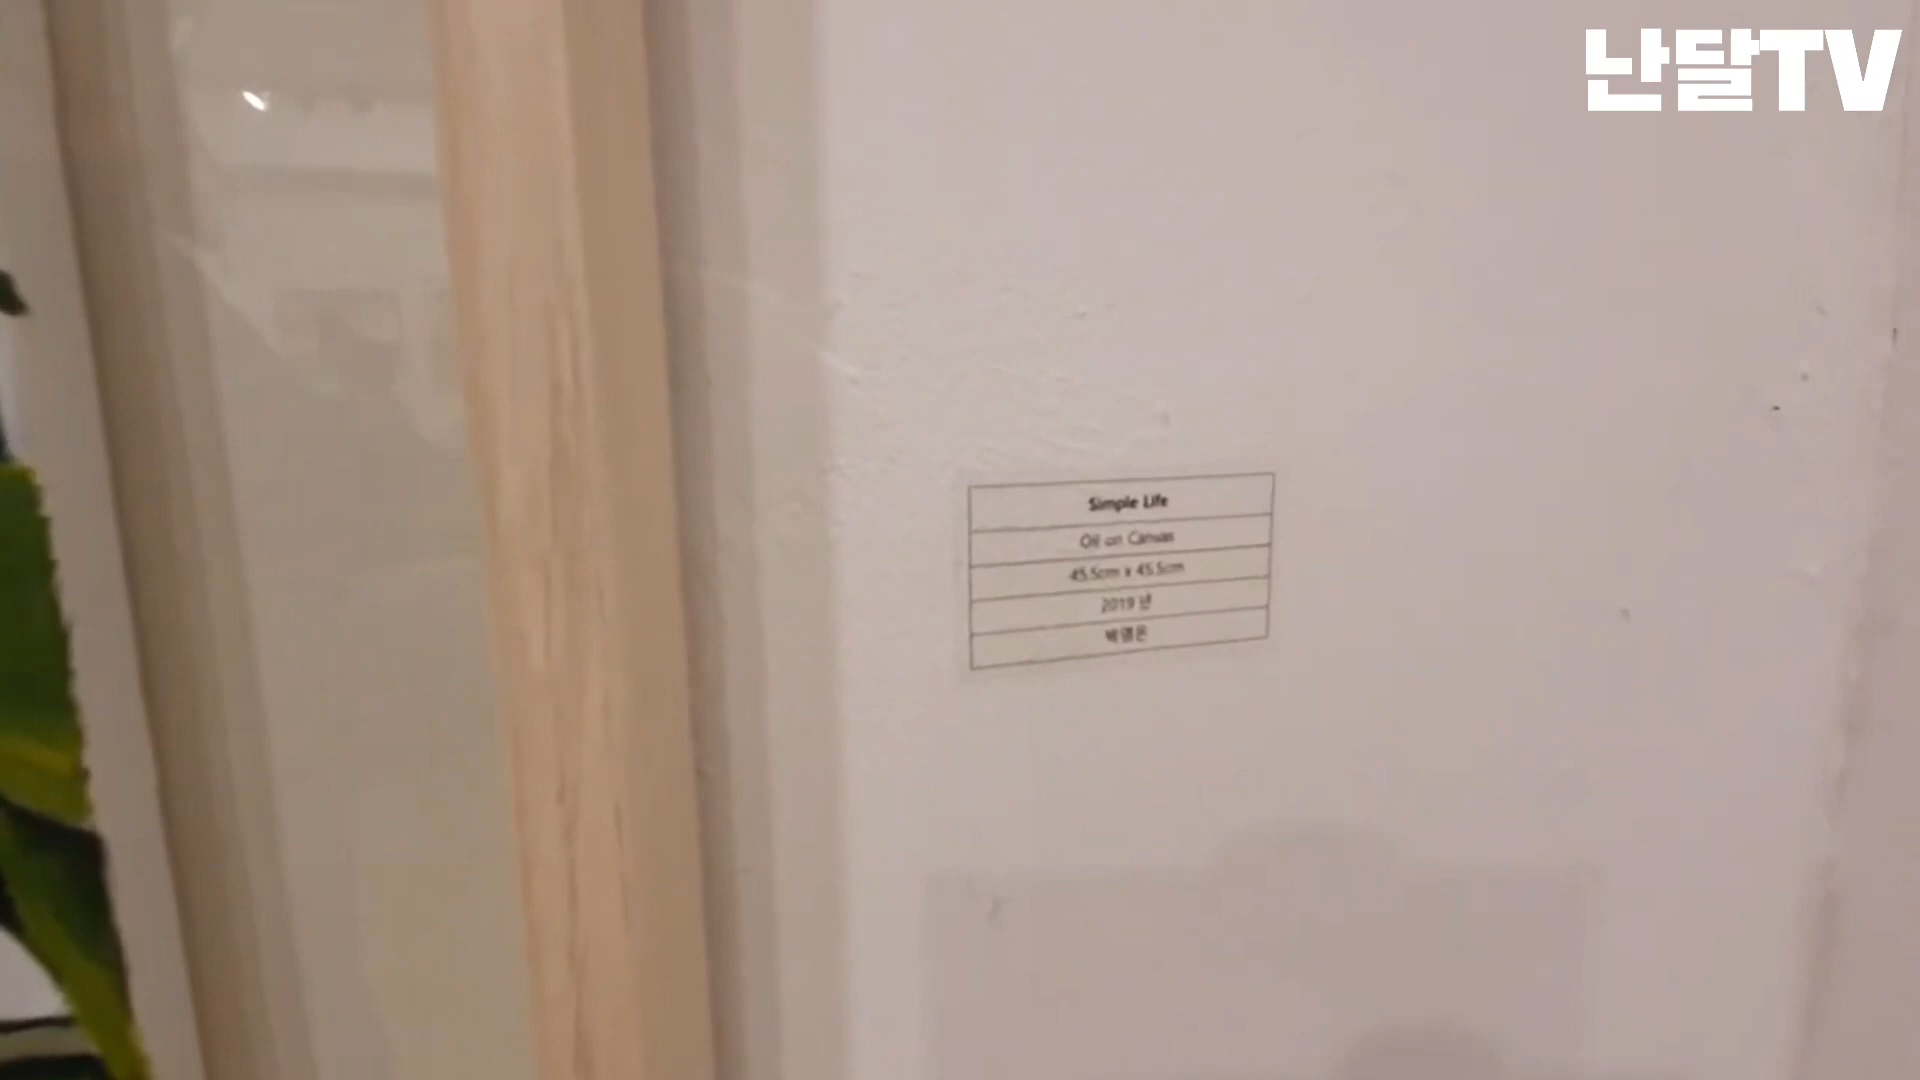 난달TV
Simple Life
Oil on Canvas
45.5cm x 45.5cm
2019 년